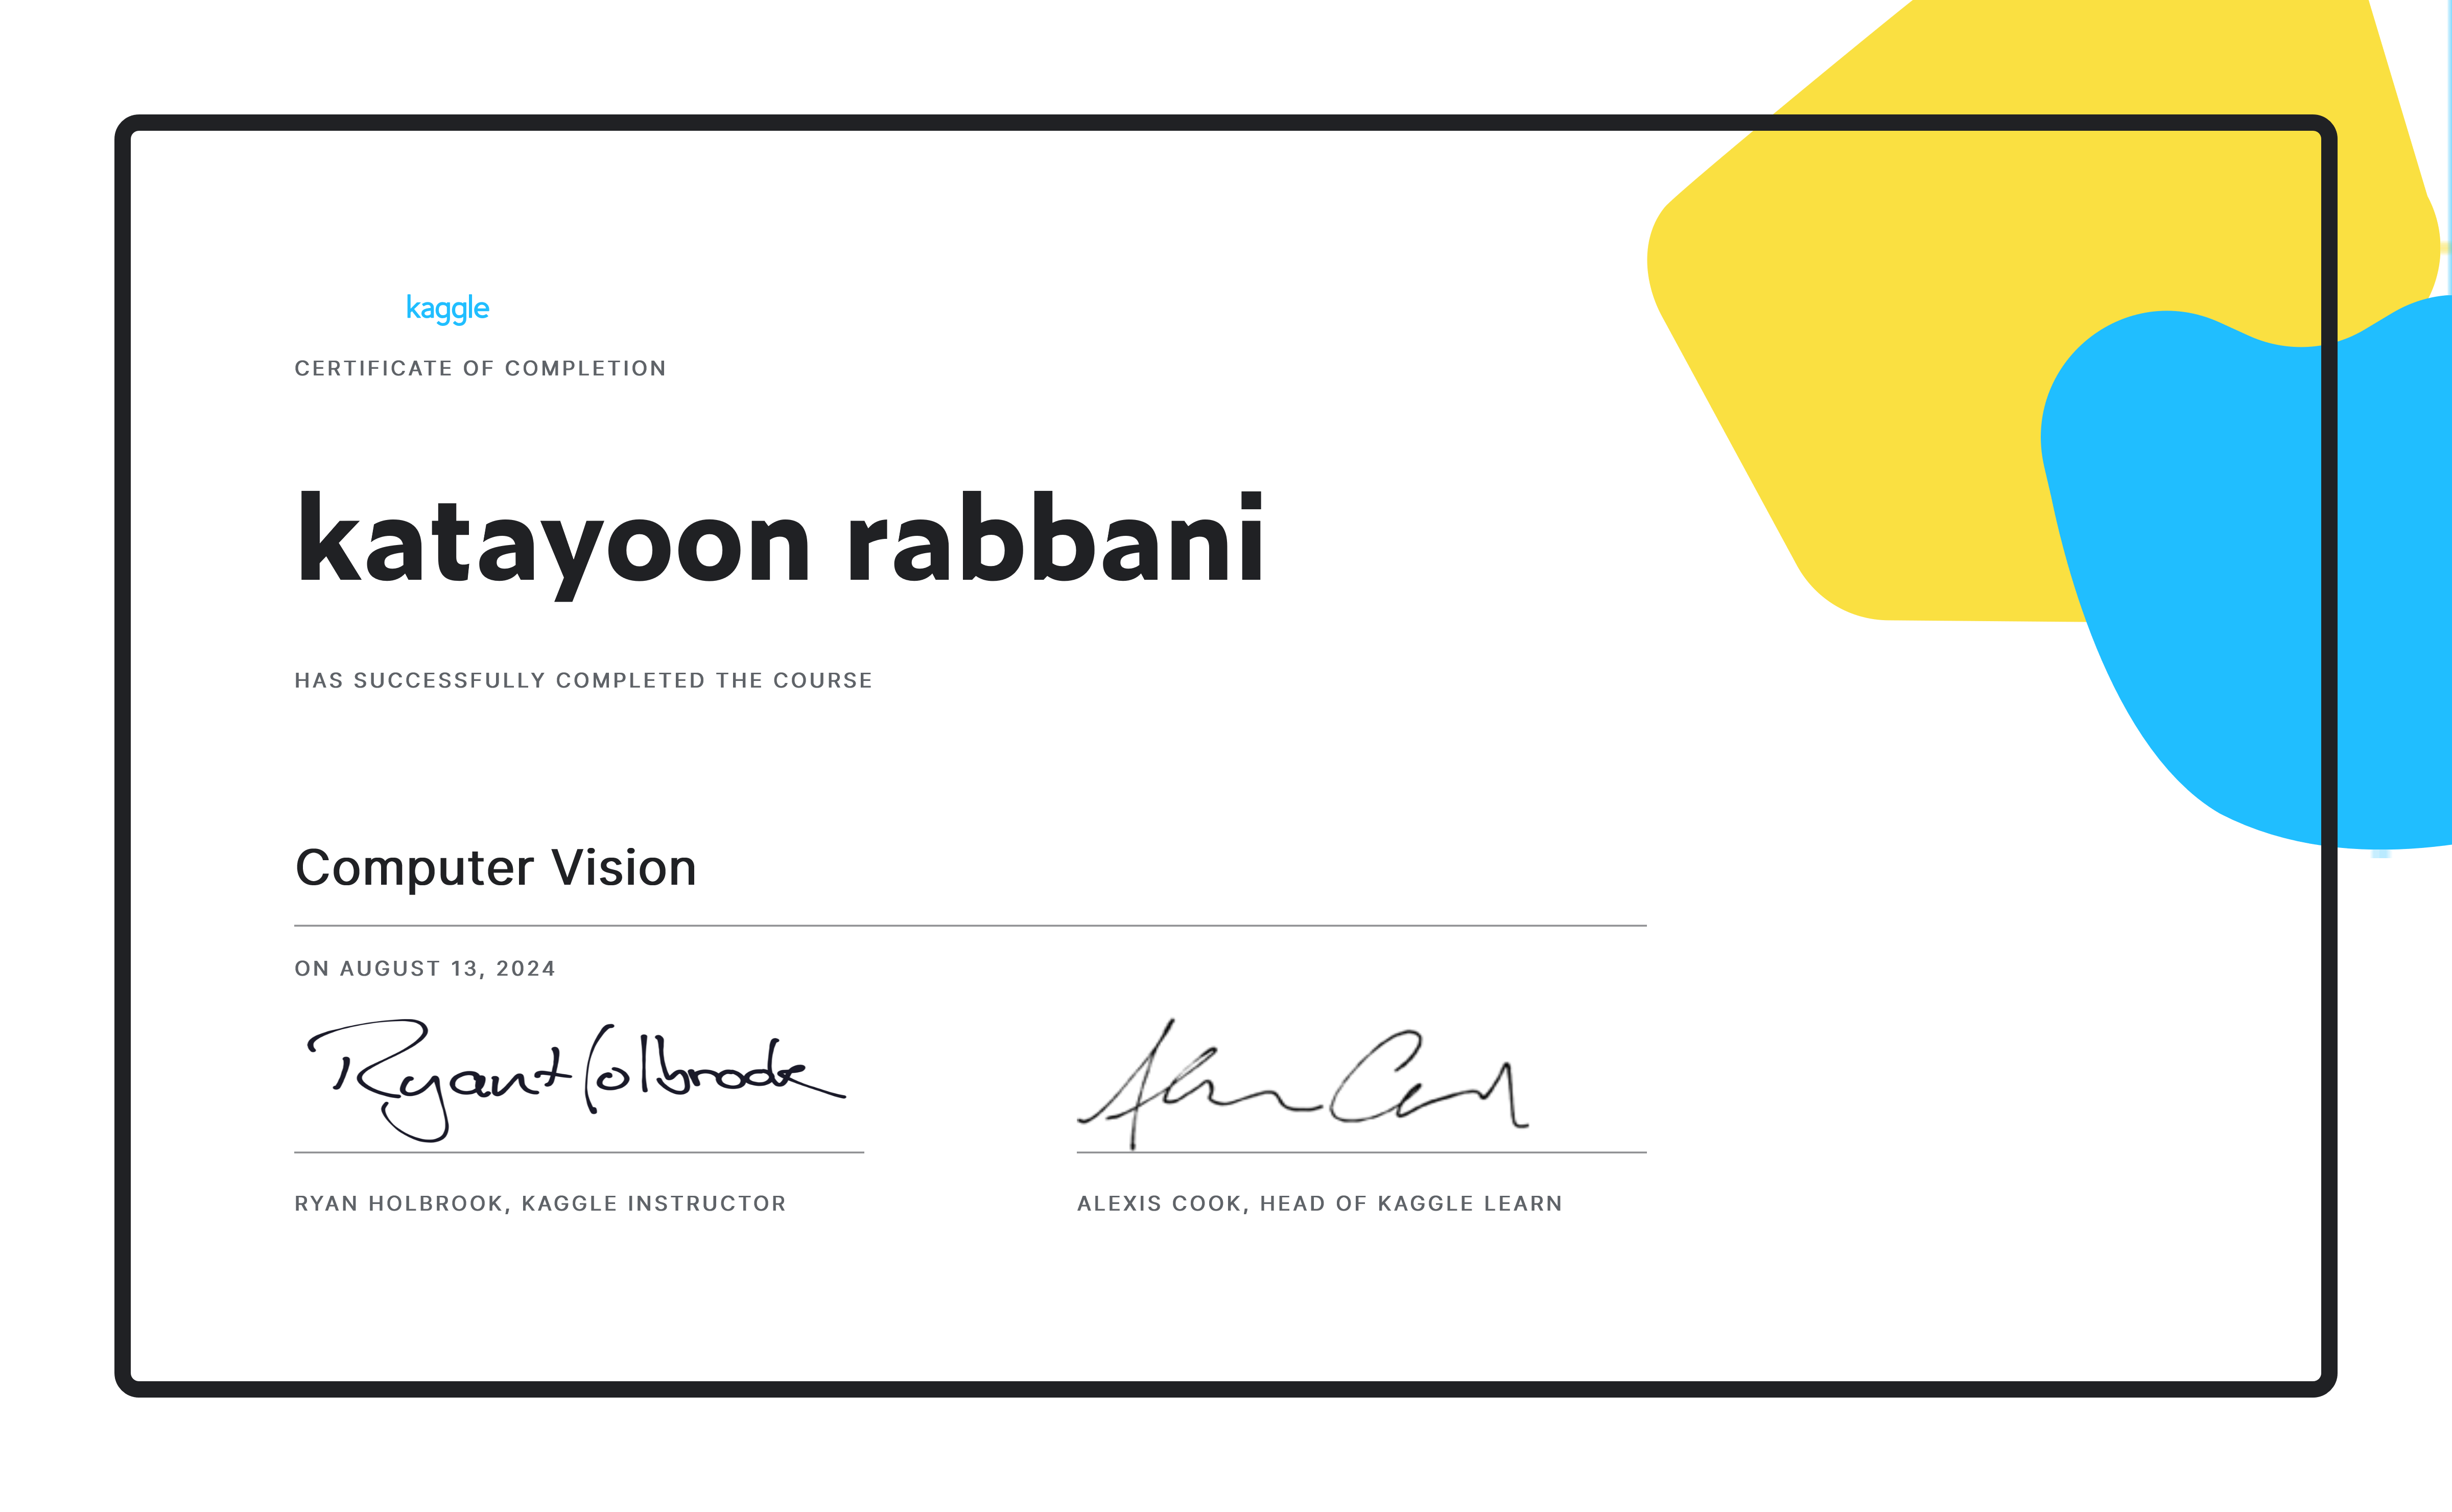 kaggle
CERTIFICATE OF COMPLETION
katayoon rabbani
HAS SUCCESSFULLY COMPLETED THE COURSE
Computer Vision
ON AUGUST 13, 2024
Ryan Holbrook
Alexis Cook
RYAN HOLBROOK, KAGGLE INSTRUCTOR
ALEXIS COOK, HEAD OF KAGGLE LEARN